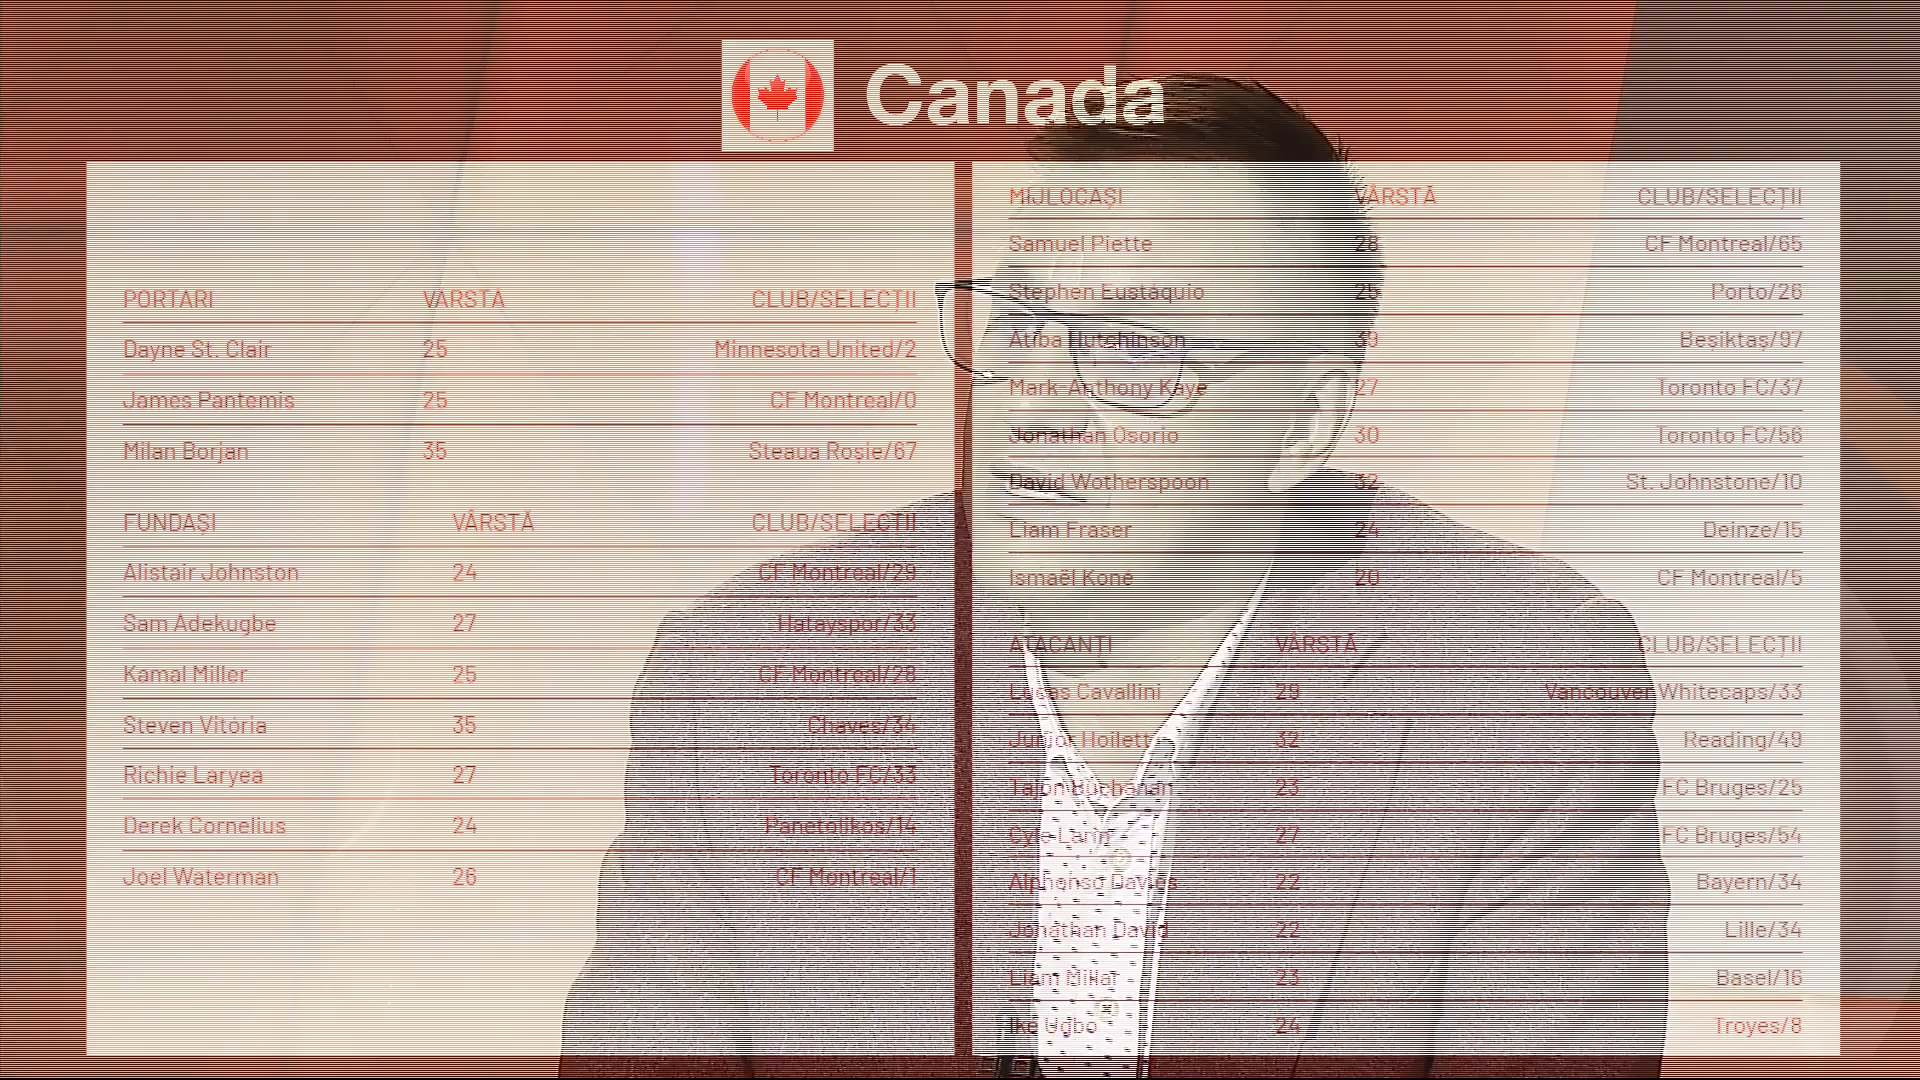 Canada
PORTARI VÂRSTĂ CLUB/SELECȚII
Dayne St. Clair 25 Minnesota United/2
James Pantemis 25 CF Montreal/0
Milan Borjan 35 Steaua Roșie/67
FUNDAȘI VÂRSTĂ CLUB/SELECȚII
Alistair Johnston 24 CF Montreal/29
Sam Adekugbe 27 Hatayspor/33
Kamal Miller 25 CF Montreal/28
Steven Vitória 35 Chaves/34
Richie Laryea 27 Toronto FC/33
Derek Cornelius 24 Panetolikos/14
Joel Waterman 26 CF Montreal/1
MIJLOCAȘI VÂRSTĂ CLUB/SELECȚII
Samuel Piette 28 CF Montreal/65
Stephen Eustáquio 25 Porto/26
Atiba Hutchinson 39 Beșiktaș/97
Mark-Anthony Kaye 27 Toronto FC/37
Jonathan Osorio 30 Toronto FC/56
David Wotherspoon 32 St. Johnstone/10
Liam Fraser 24 Deinze/15
Ismaël Koné 20 CF Montreal/5
ATACANȚI VÂRSTĂ CLUB/SELECȚII
Lucas Cavallini 29 Vancouver Whitecaps/33
Junior Hoilett 32 Reading/49
Tajon Buchanan 23 FC Bruges/25
Cyle Larin 27 FC Bruges/54
Alphonso Davies 22 Bayern/34
Jonathan David 22 Lille/34
Liam Millar 23 Basel/16
Ike Ugbo 24 Troyes/8